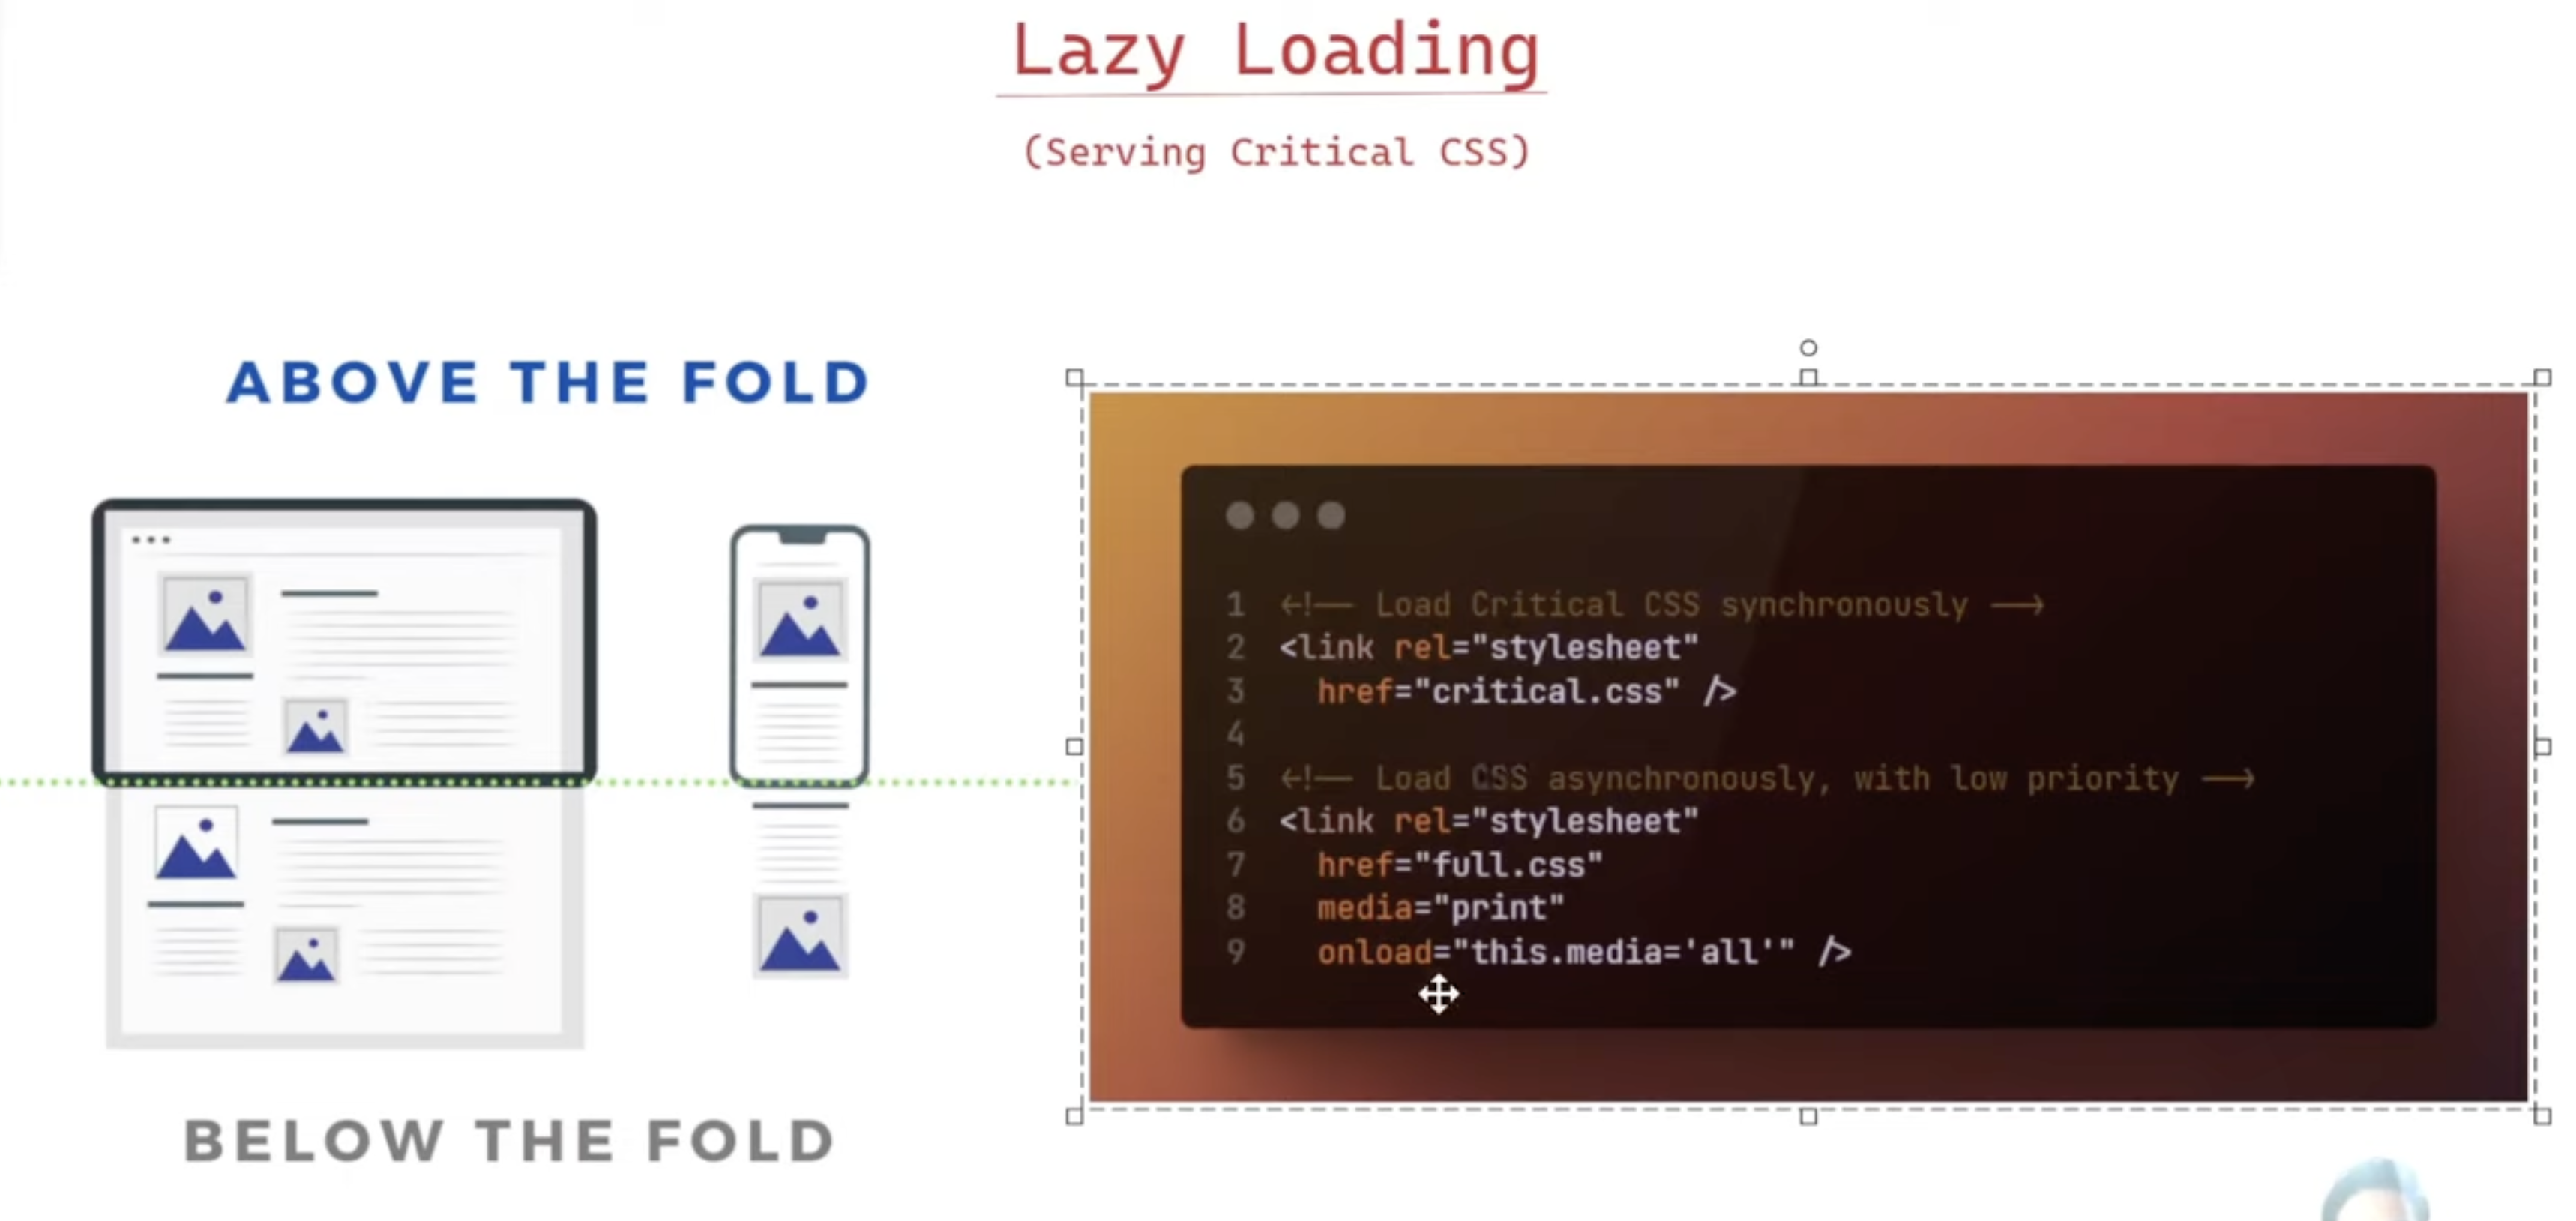 Lazy Loading
(Serving Critical CSS)
ABOVE THE FOLD
BELOW THE FOLD
1 <!-- Load Critical CSS synchronously -->
2 <link rel="stylesheet"
3 href="critical.css" />
4
5 <!-- Load CSS asynchronously, with low priority -->
6 <link rel="stylesheet"
7 href="full.css"
8 media="print"
9 onload="this.media='all'" />